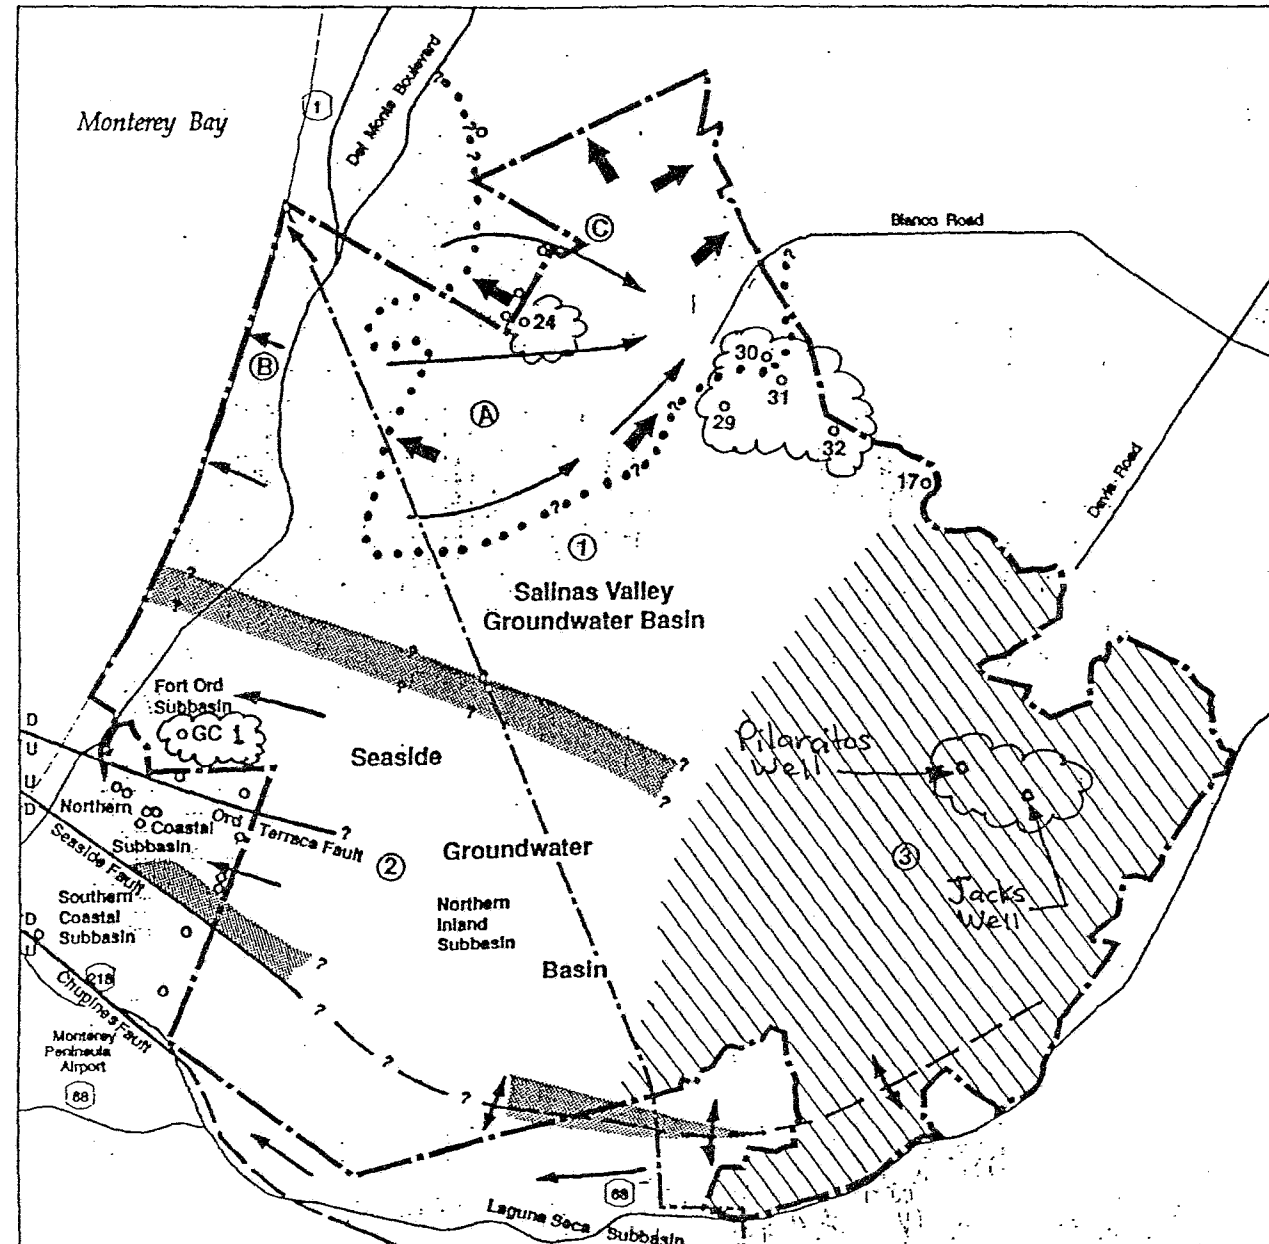 1
Del Monte Boulevard
Monterey Bay
?
?
?
?
C
Blanco Road
?
24
B
30
31
29
A
?
32
?
17
Davis Road
?
?
?
1
Salinas Valley
Groundwater Basin
?
?
?
Fort Ord
Subbasin
GC 1
D
U
Seaside
Pilarcitos
Well
?
?
U
D
Northern
Coastal
Subbasin
Ord Terrace Fault ?
Seaside Fault
2
Groundwater
3
Southern
Coastal
Subbasin
Northern
Inland
Subbasin
Jacks
Well
D
U
?
Basin
218
Chupines Fault
?
Monterey
Peninsula
Airport
?
68
?
68
Laguna Seca Subbasin